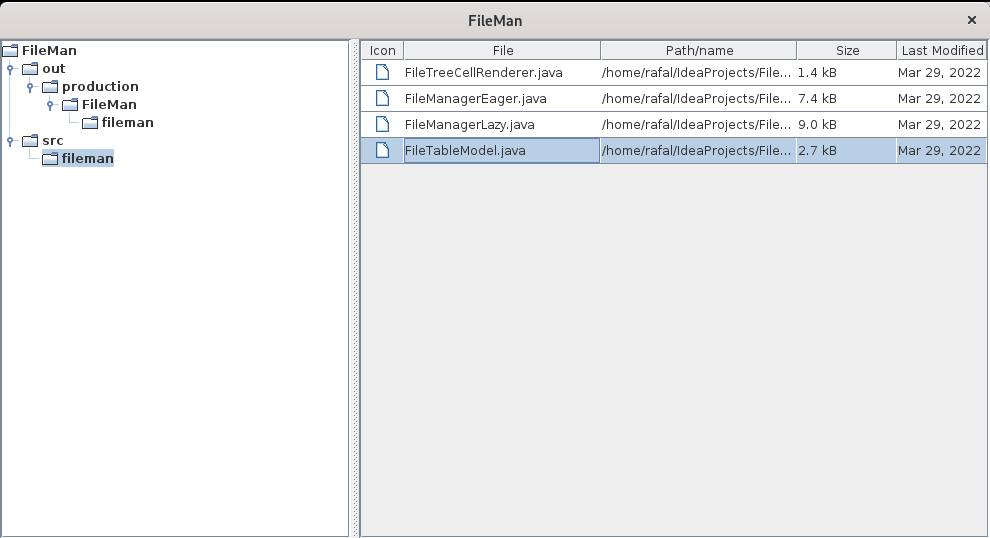 FileMan
FileMan
out
production
FileMan
fileman
src
fileman
Icon File Path/name Size Last Modified
FileTreeCellRenderer.java /home/rafal/IdeaProjects/File... 1.4 kB Mar 29, 2022
FileManagerEager.java /home/rafal/IdeaProjects/File... 7.4 kB Mar 29, 2022
FileManagerLazy.java /home/rafal/IdeaProjects/File... 9.0 kB Mar 29, 2022
FileTableModel.java /home/rafal/IdeaProjects/File... 2.7 kB Mar 29, 2022